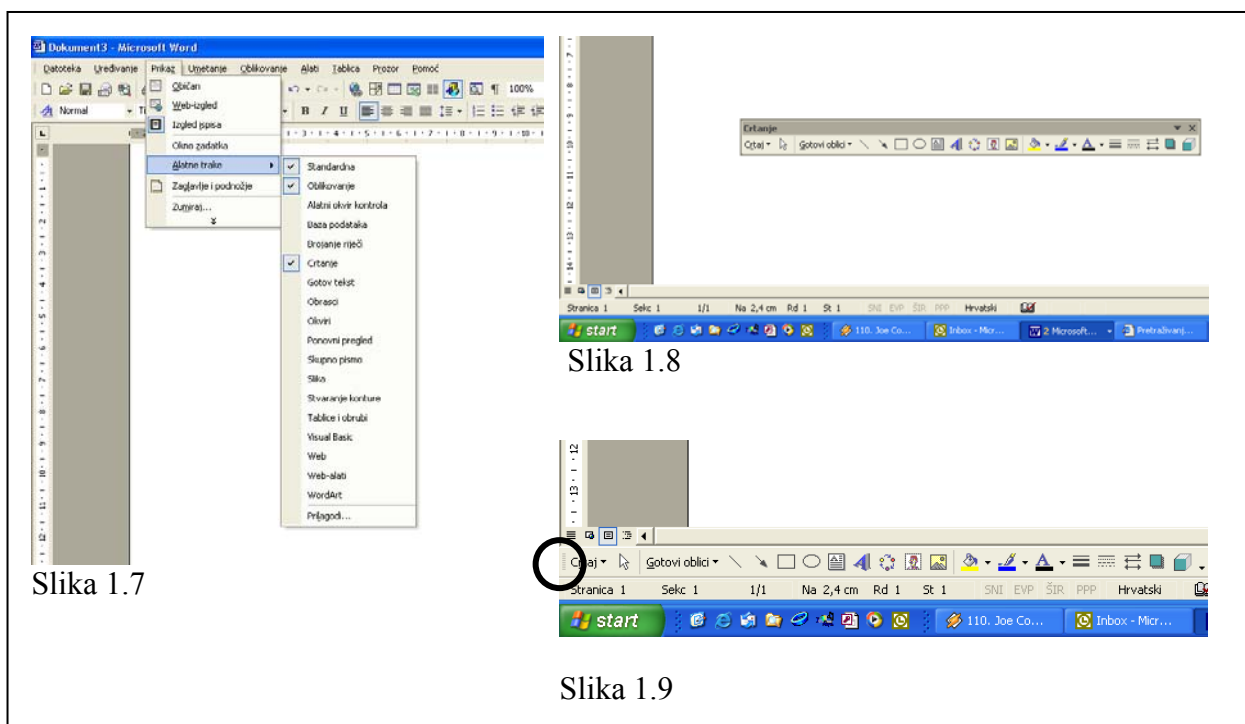 Dokument3 - Microsoft Word
Datoteka Uređivanje Prikaz Umetanje Oblikovanje Alati Tablica Prozor Pomoć
100%
Normal
Običan
Web-izgled
Izgled ispisa
Okno zadatka
Alatne trake
Zaglavlje i podnožje
Zumiraj...
Standardna
Oblikovanje
Alatni okvir kontrola
Baza podataka
Brojanje riječi
Crtanje
Gotov tekst
Obrasci
Okviri
Ponovni pregled
Skupno pismo
Slika
Stvaranje konture
Tablice i obrubi
Visual Basic
Web
Web-alati
WordArt
Prilagodi...
Slika 1.7
Crtanje
Crtaj Gotovi oblici
Stranica 1 Sekc 1 1/1 Na 2,4 cm Rd 1 St 1 SNI EVP ŠIR PPP Hrvatski
start 110. Joe Co... Inbox - Micr... 2 Microsoft... Pretraživanj...
Slika 1.8
Crtaj Gotovi oblici
Stranica 1 Sekc 1 1/1 Na 2,4 cm Rd 1 St 1 SNI EVP ŠIR PPP Hrvatski
start 110. Joe Co... Inbox - Micr...
Slika 1.9